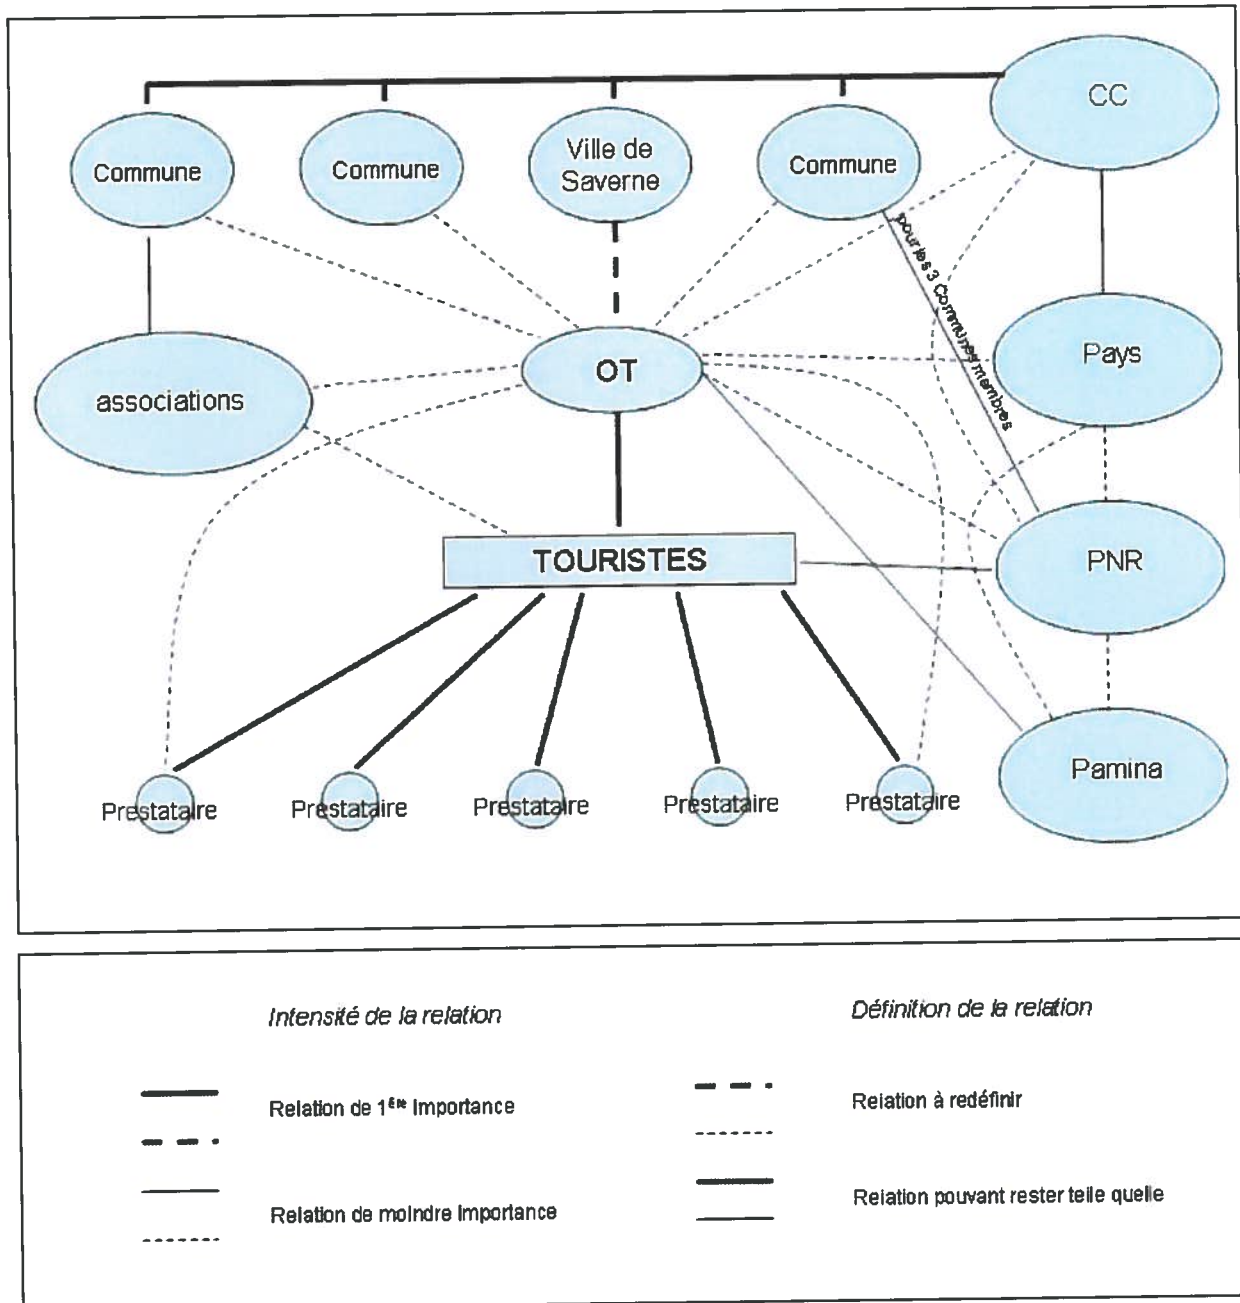 CC
Commune
Commune
Ville de
Saverne
Commune
pour les 3 Communes membres
OT
Pays
associations
TOURISTES
PNR
Pamina
Prestataire
Prestataire
Prestataire
Prestataire
Prestataire
Intensité de la relation
Définition de la relation
Relation de 1ère Importance
Relation à redéfinir
Relation de moindre Importance
Relation pouvant rester telle quelle